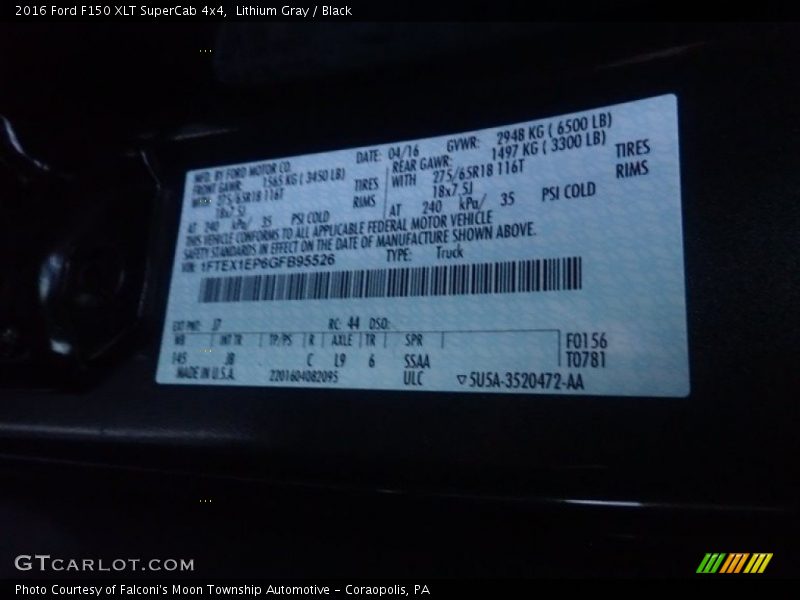 2016 Ford F150 XLT SuperCab 4x4,  Lithium Gray / Black
MFD. BY FORD MOTOR CO.
DATE: 04/16 GVWR: 2948 KG ( 6500 LB)
FRONT GAWR: 1565 KG ( 3450 LB)
REAR GAWR: 1497 KG ( 3300 LB)
WITH 275/65R18 116T TIRES
WITH 275/65R18 116T TIRES
18x7.5J RIMS
18x7.5J RIMS
AT 240 kPa/ 35 PSI COLD
AT 240 kPa/ 35 PSI COLD
THIS VEHICLE CONFORMS TO ALL APPLICABLE FEDERAL MOTOR VEHICLE
SAFETY STANDARDS IN EFFECT ON THE DATE OF MANUFACTURE SHOWN ABOVE.
VIN: 1FTEX1EP6GFB95526 TYPE: Truck
EXT PNT: J7 RC: 44 DSO:
WB INT TR TP/PS R AXLE TR SPR F0156
145 JB C L9 6 SSAA T0781
MADE IN U.S.A. 2201604082095 ULC ▽5U5A-3520472-AA
GTCARLOT.COM
Photo Courtesy of Falconi's Moon Township Automotive – Coraopolis, PA